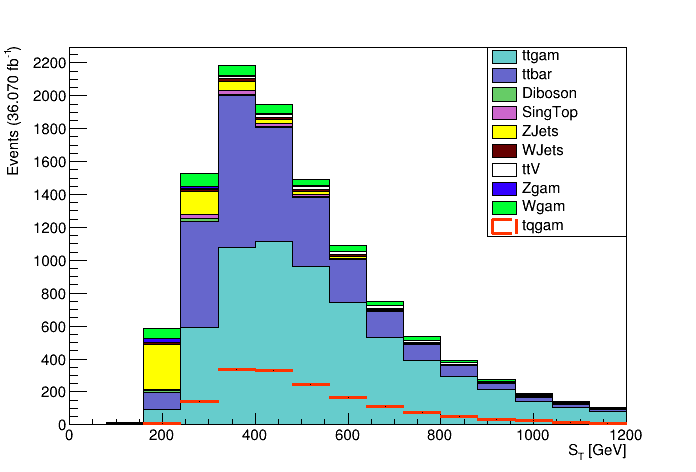 Events (36.070 fb⁻¹)
2200
2000
1800
1600
1400
1200
1000
800
600
400
200
0
ttgam
ttbar
Diboson
SingTop
ZJets
WJets
ttV
Zgam
Wgam
tqgam
0 200 400 600 800 1000 1200
S_T [GeV]